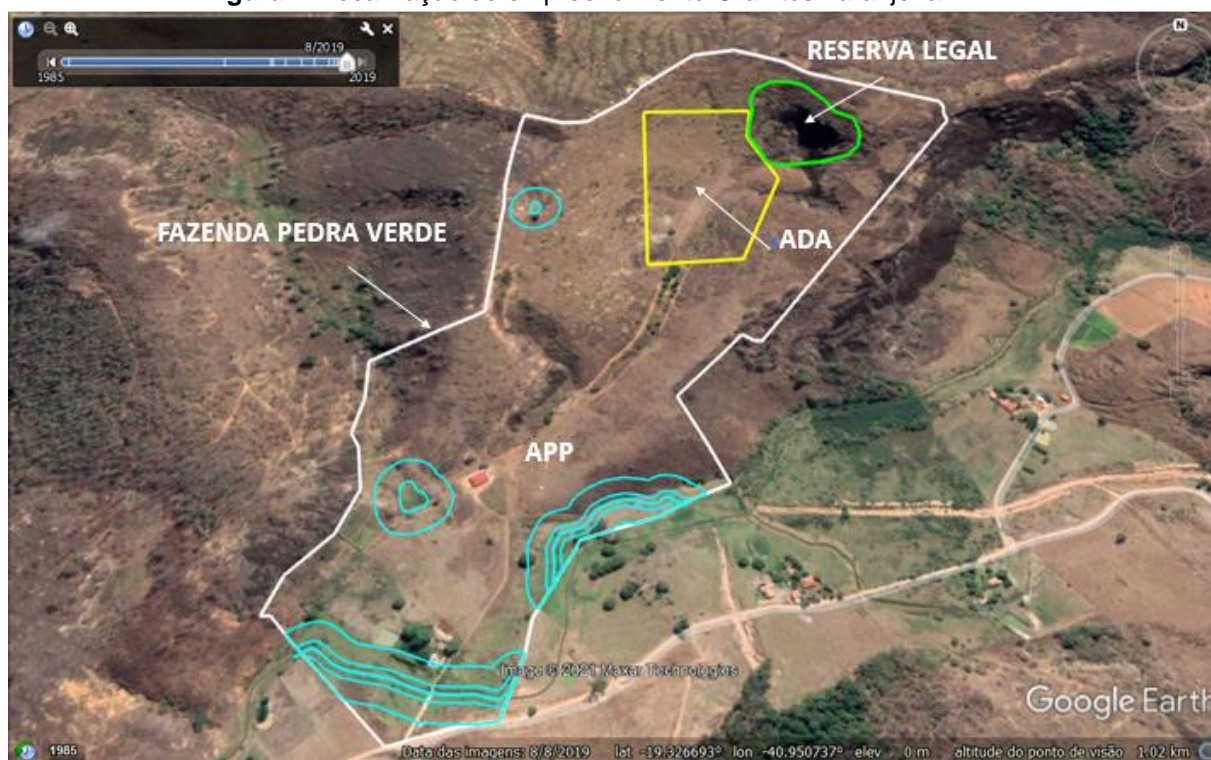 8/2019
1985
2019
N
RESERVA LEGAL
FAZENDA PEDRA VERDE
ADA
APP
Image © 2021 Maxar Technologies
Google Earth
1985
Data das imagens: 8/8/2019 lat -19.326693° lon -40.950737° elev 0 m altitude do ponto de visão 1.02 km